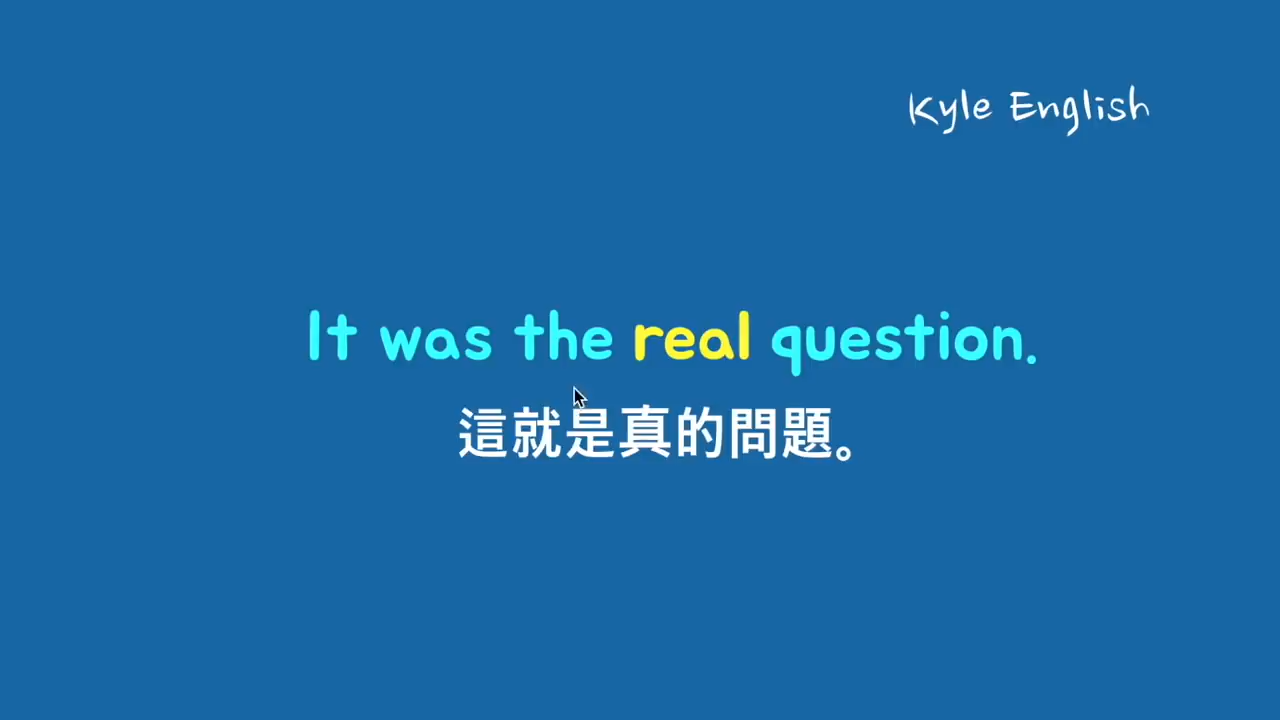 Kyle English
It was the real question.
這就是真的問題。